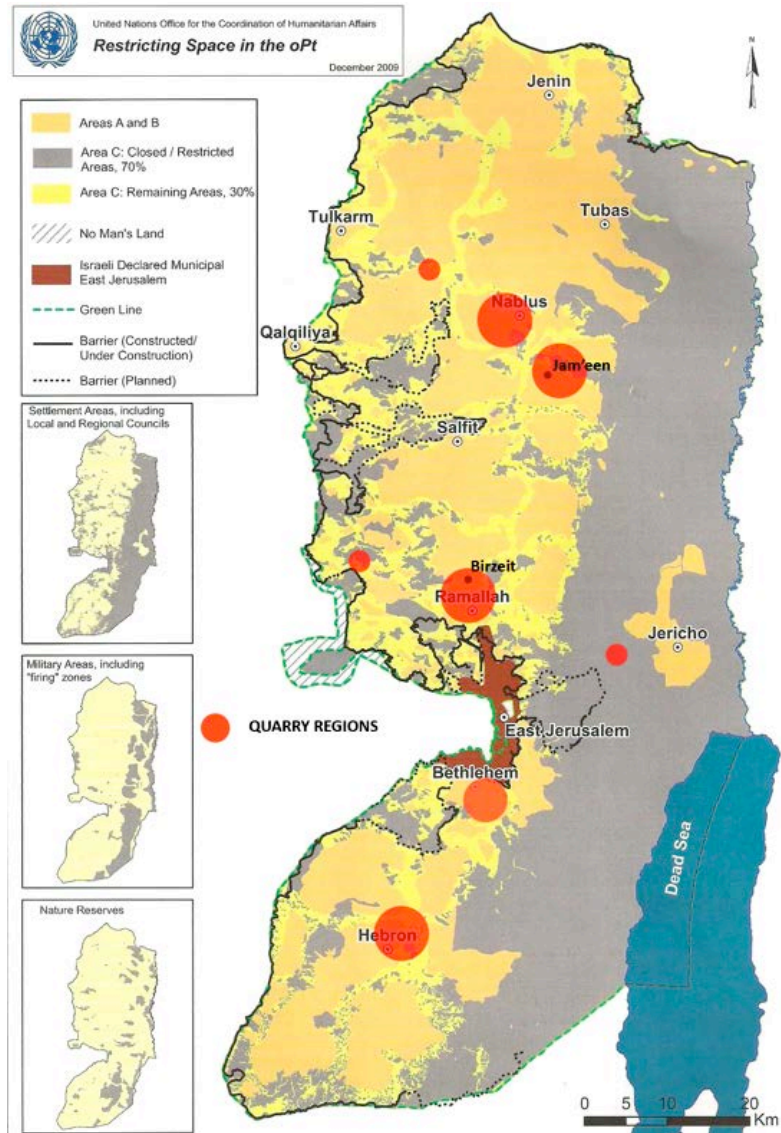 United Nations Office for the Coordination of Humanitarian Affairs
Restricting Space in the oPt
December 2009
Areas A and B
Area C: Closed / Restricted
Areas, 70%
Area C: Remaining Areas, 30%
No Man's Land
Israeli Declared Municipal
East Jerusalem
Green Line
Barrier (Constructed/
Under Construction)
Barrier (Planned)
Settlement Areas, including
Local and Regional Councils
Military Areas, including
"firing" zones
Nature Reserves
QUARRY REGIONS
N
Jenin
Tulkarm
Tubas
Nablus
Qalqiliya
Jam'een
Salfit
Birzeit
Ramallah
Jericho
East Jerusalem
Bethlehem
Hebron
Dead Sea
0 5 10 20
Km